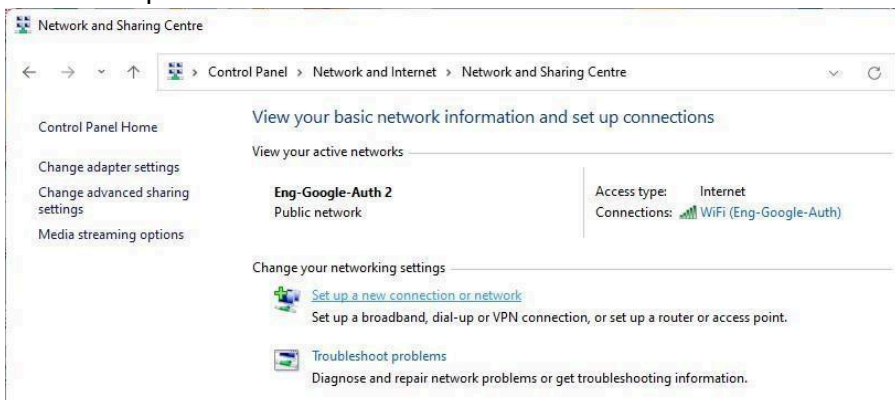 Network and Sharing Centre
Control Panel > Network and Internet > Network and Sharing Centre
Control Panel Home
Change adapter settings
Change advanced sharing
settings
Media streaming options
View your basic network information and set up connections
View your active networks
Eng-Google-Auth 2
Public network
Access type: Internet
Connections: WiFi (Eng-Google-Auth)
Change your networking settings
Set up a new connection or network
Set up a broadband, dial-up or VPN connection, or set up a router or access point.
Troubleshoot problems
Diagnose and repair network problems or get troubleshooting information.